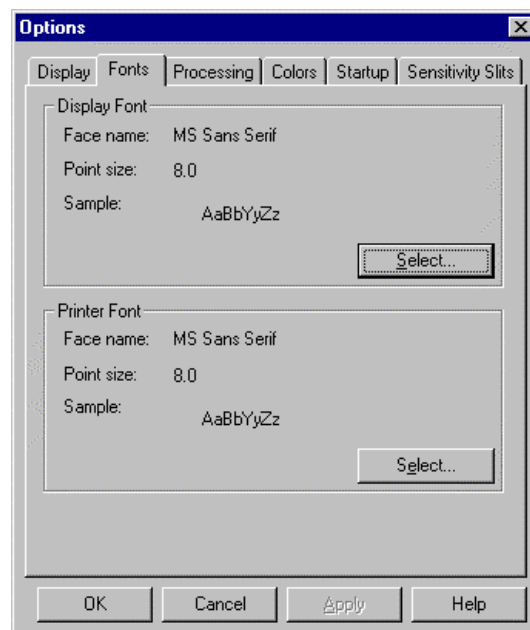 Options
Display Fonts Processing Colors Startup Sensitivity Slits
Display Font
Face name: MS Sans Serif
Point size: 8.0
Sample: AaBbYyZz
Select...
Printer Font
Face name: MS Sans Serif
Point size: 8.0
Sample: AaBbYyZz
Select...
OK Cancel Apply Help